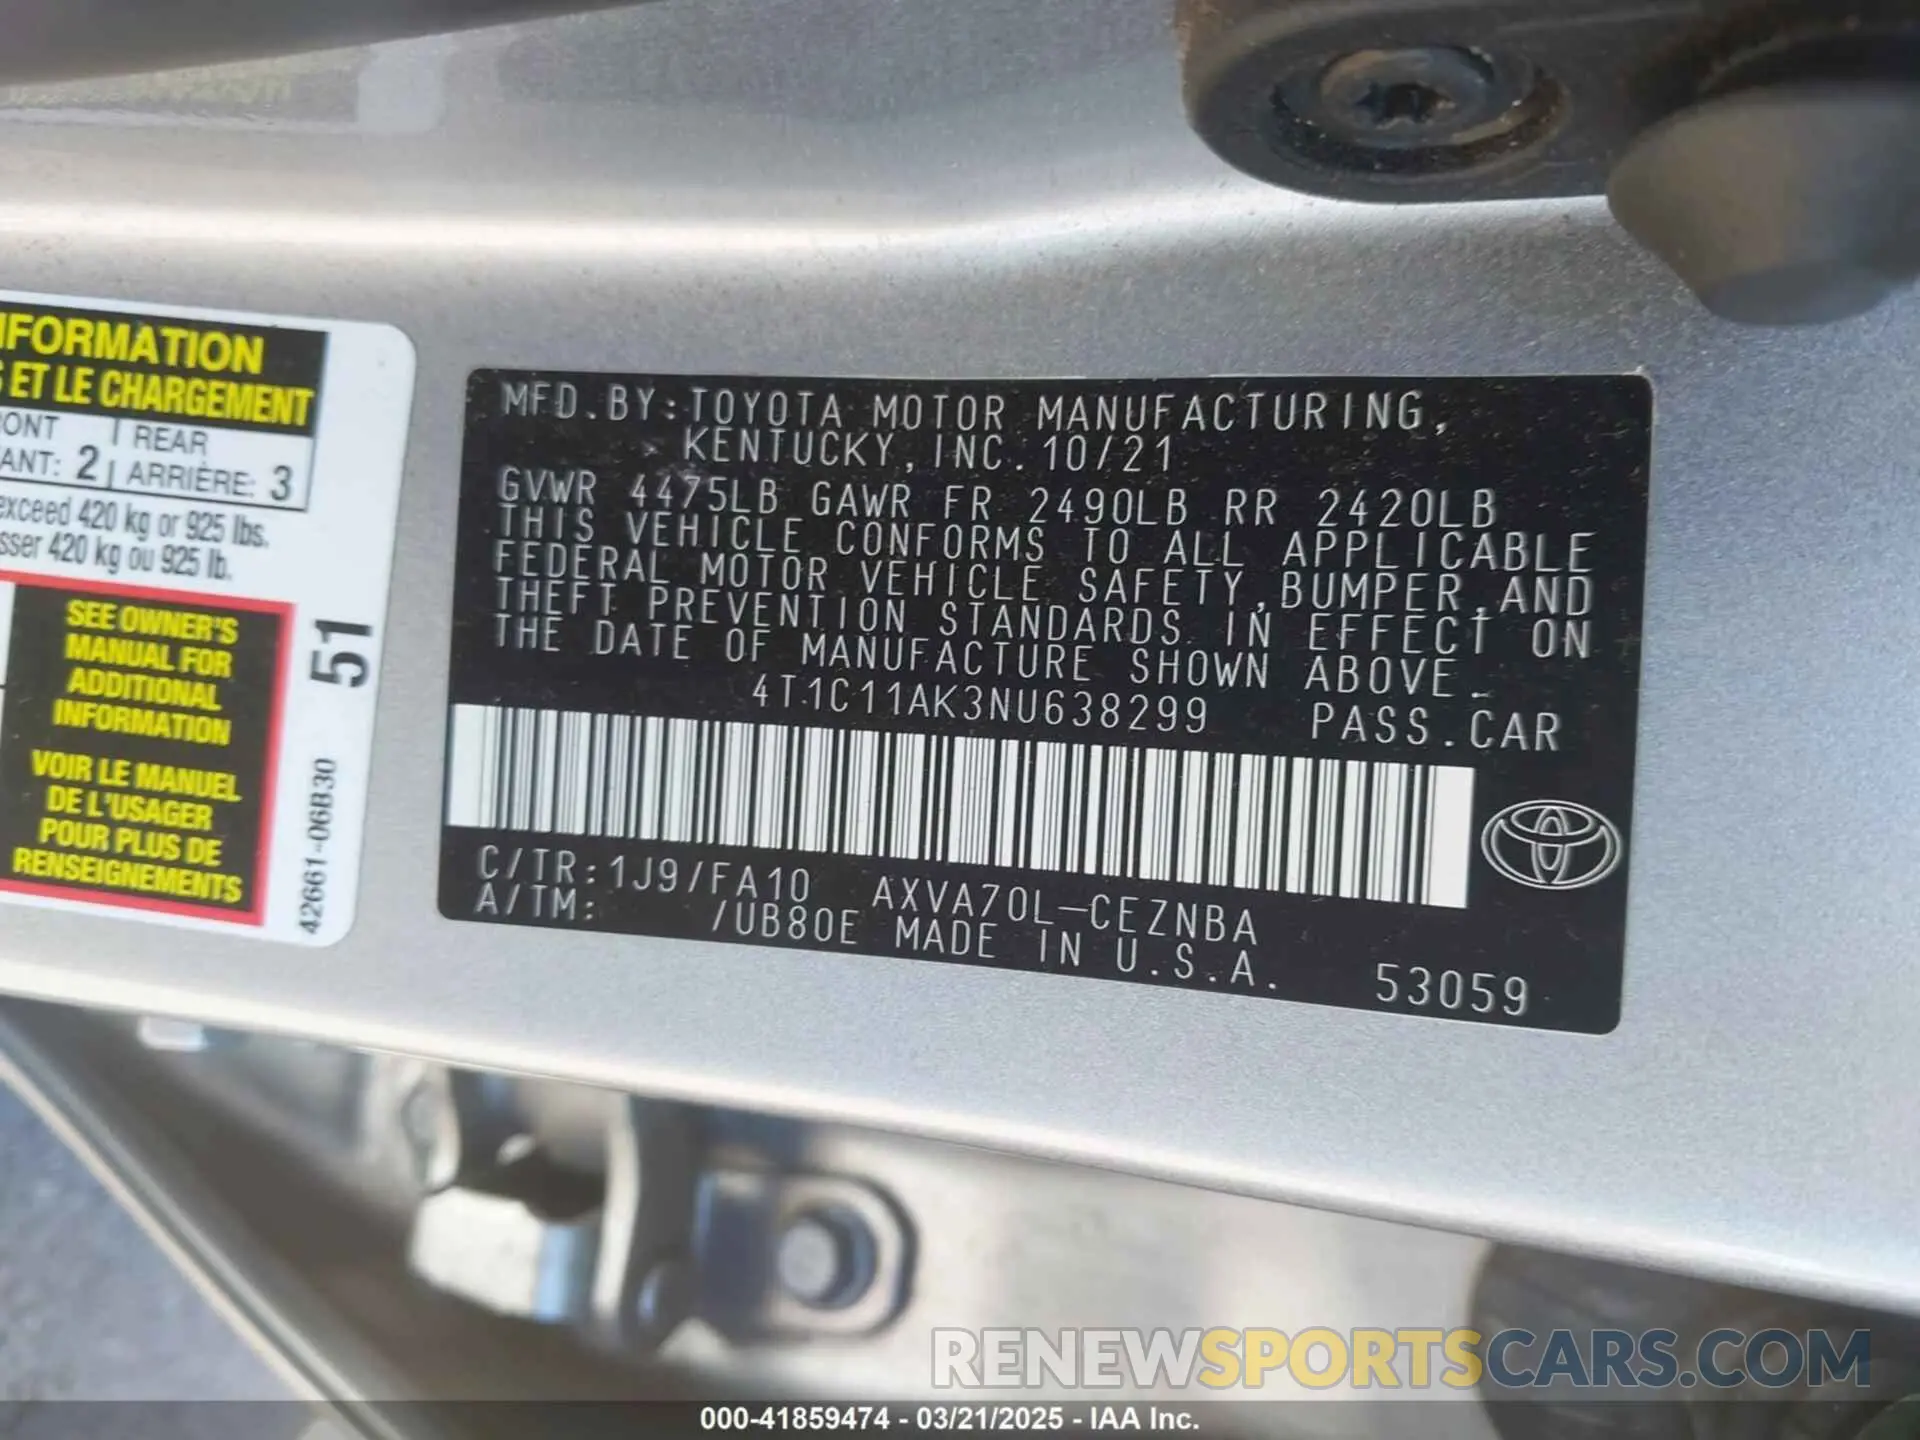 INFORMATION
ET LE CHARGEMENT
REAR
2 ARRIÈRE: 3
exceed 420 kg or 925 lbs.
420 kg ou 925 lb.
SEE OWNER'S
MANUAL FOR
ADDITIONAL
INFORMATION
VOIR LE MANUEL
DE L'USAGER
POUR PLUS DE
RENSEIGNEMENTS
51
42661-06B30
MFD.BY:TOYOTA MOTOR MANUFACTURING,
KENTUCKY, INC. 10/21
GVWR 4475LB GAWR FR 2490LB RR 2420LB
THIS VEHICLE CONFORMS TO ALL APPLICABLE
FEDERAL MOTOR VEHICLE SAFETY, BUMPER, AND
THEFT PREVENTION STANDARDS IN EFFECT ON
THE DATE OF MANUFACTURE SHOWN ABOVE.
4T1C11AK3NU638299 PASS.CAR
C/TR:1J9/FA10 AXVA70L-CEZNBA
A/TM: /UB80E MADE IN U.S.A.
53059
RENEWSPORTSCARS.COM
000-41859474 - 03/21/2025 - IAA Inc.